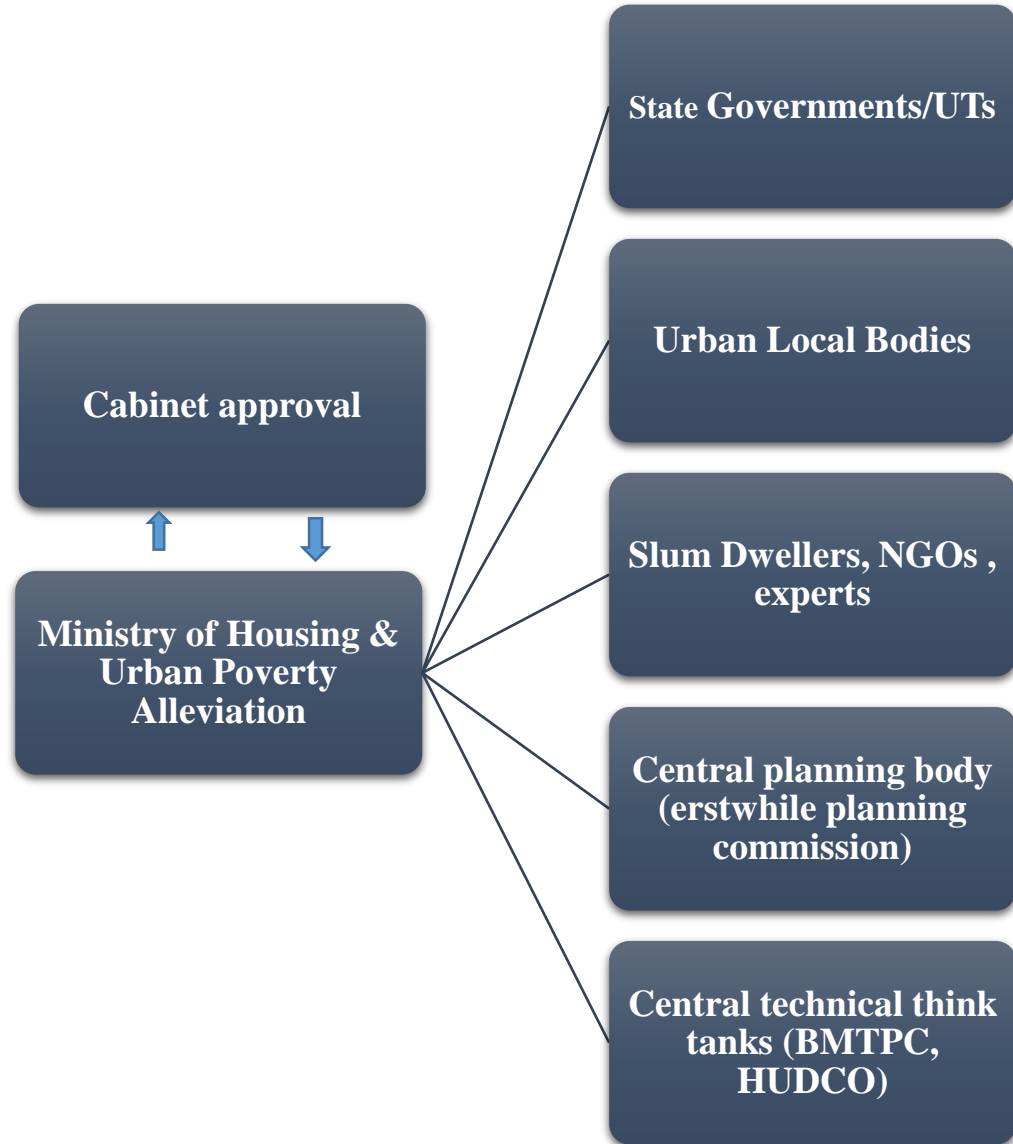 State Governments/UTs
Urban Local Bodies
Cabinet approval
Slum Dwellers, NGOs ,
experts
Ministry of Housing &
Urban Poverty
Alleviation
Central planning body
(erstwhile planning
commission)
Central technical think
tanks (BMTPC,
HUDCO)